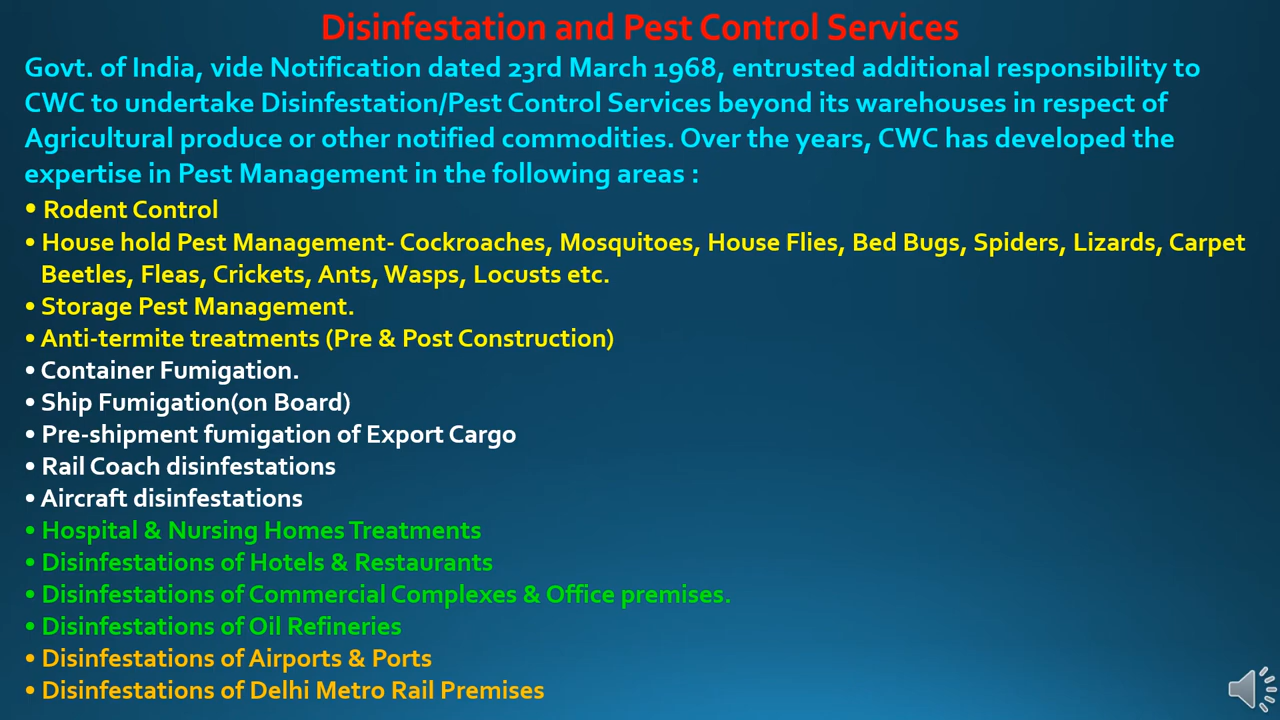 Disinfestation and Pest Control Services
Govt. of India, vide Notification dated 23rd March 1968, entrusted additional responsibility to
CWC to undertake Disinfestation/Pest Control Services beyond its warehouses in respect of
Agricultural produce or other notified commodities. Over the years, CWC has developed the
expertise in Pest Management in the following areas :
• Rodent Control
• House hold Pest Management- Cockroaches, Mosquitoes, House Flies, Bed Bugs, Spiders, Lizards, Carpet
Beetles, Fleas, Crickets, Ants, Wasps, Locusts etc.
• Storage Pest Management.
• Anti-termite treatments (Pre & Post Construction)
• Container Fumigation.
• Ship Fumigation(on Board)
• Pre-shipment fumigation of Export Cargo
• Rail Coach disinfestations
• Aircraft disinfestations
• Hospital & Nursing Homes Treatments
• Disinfestations of Hotels & Restaurants
• Disinfestations of Commercial Complexes & Office premises.
• Disinfestations of Oil Refineries
• Disinfestations of Airports & Ports
• Disinfestations of Delhi Metro Rail Premises